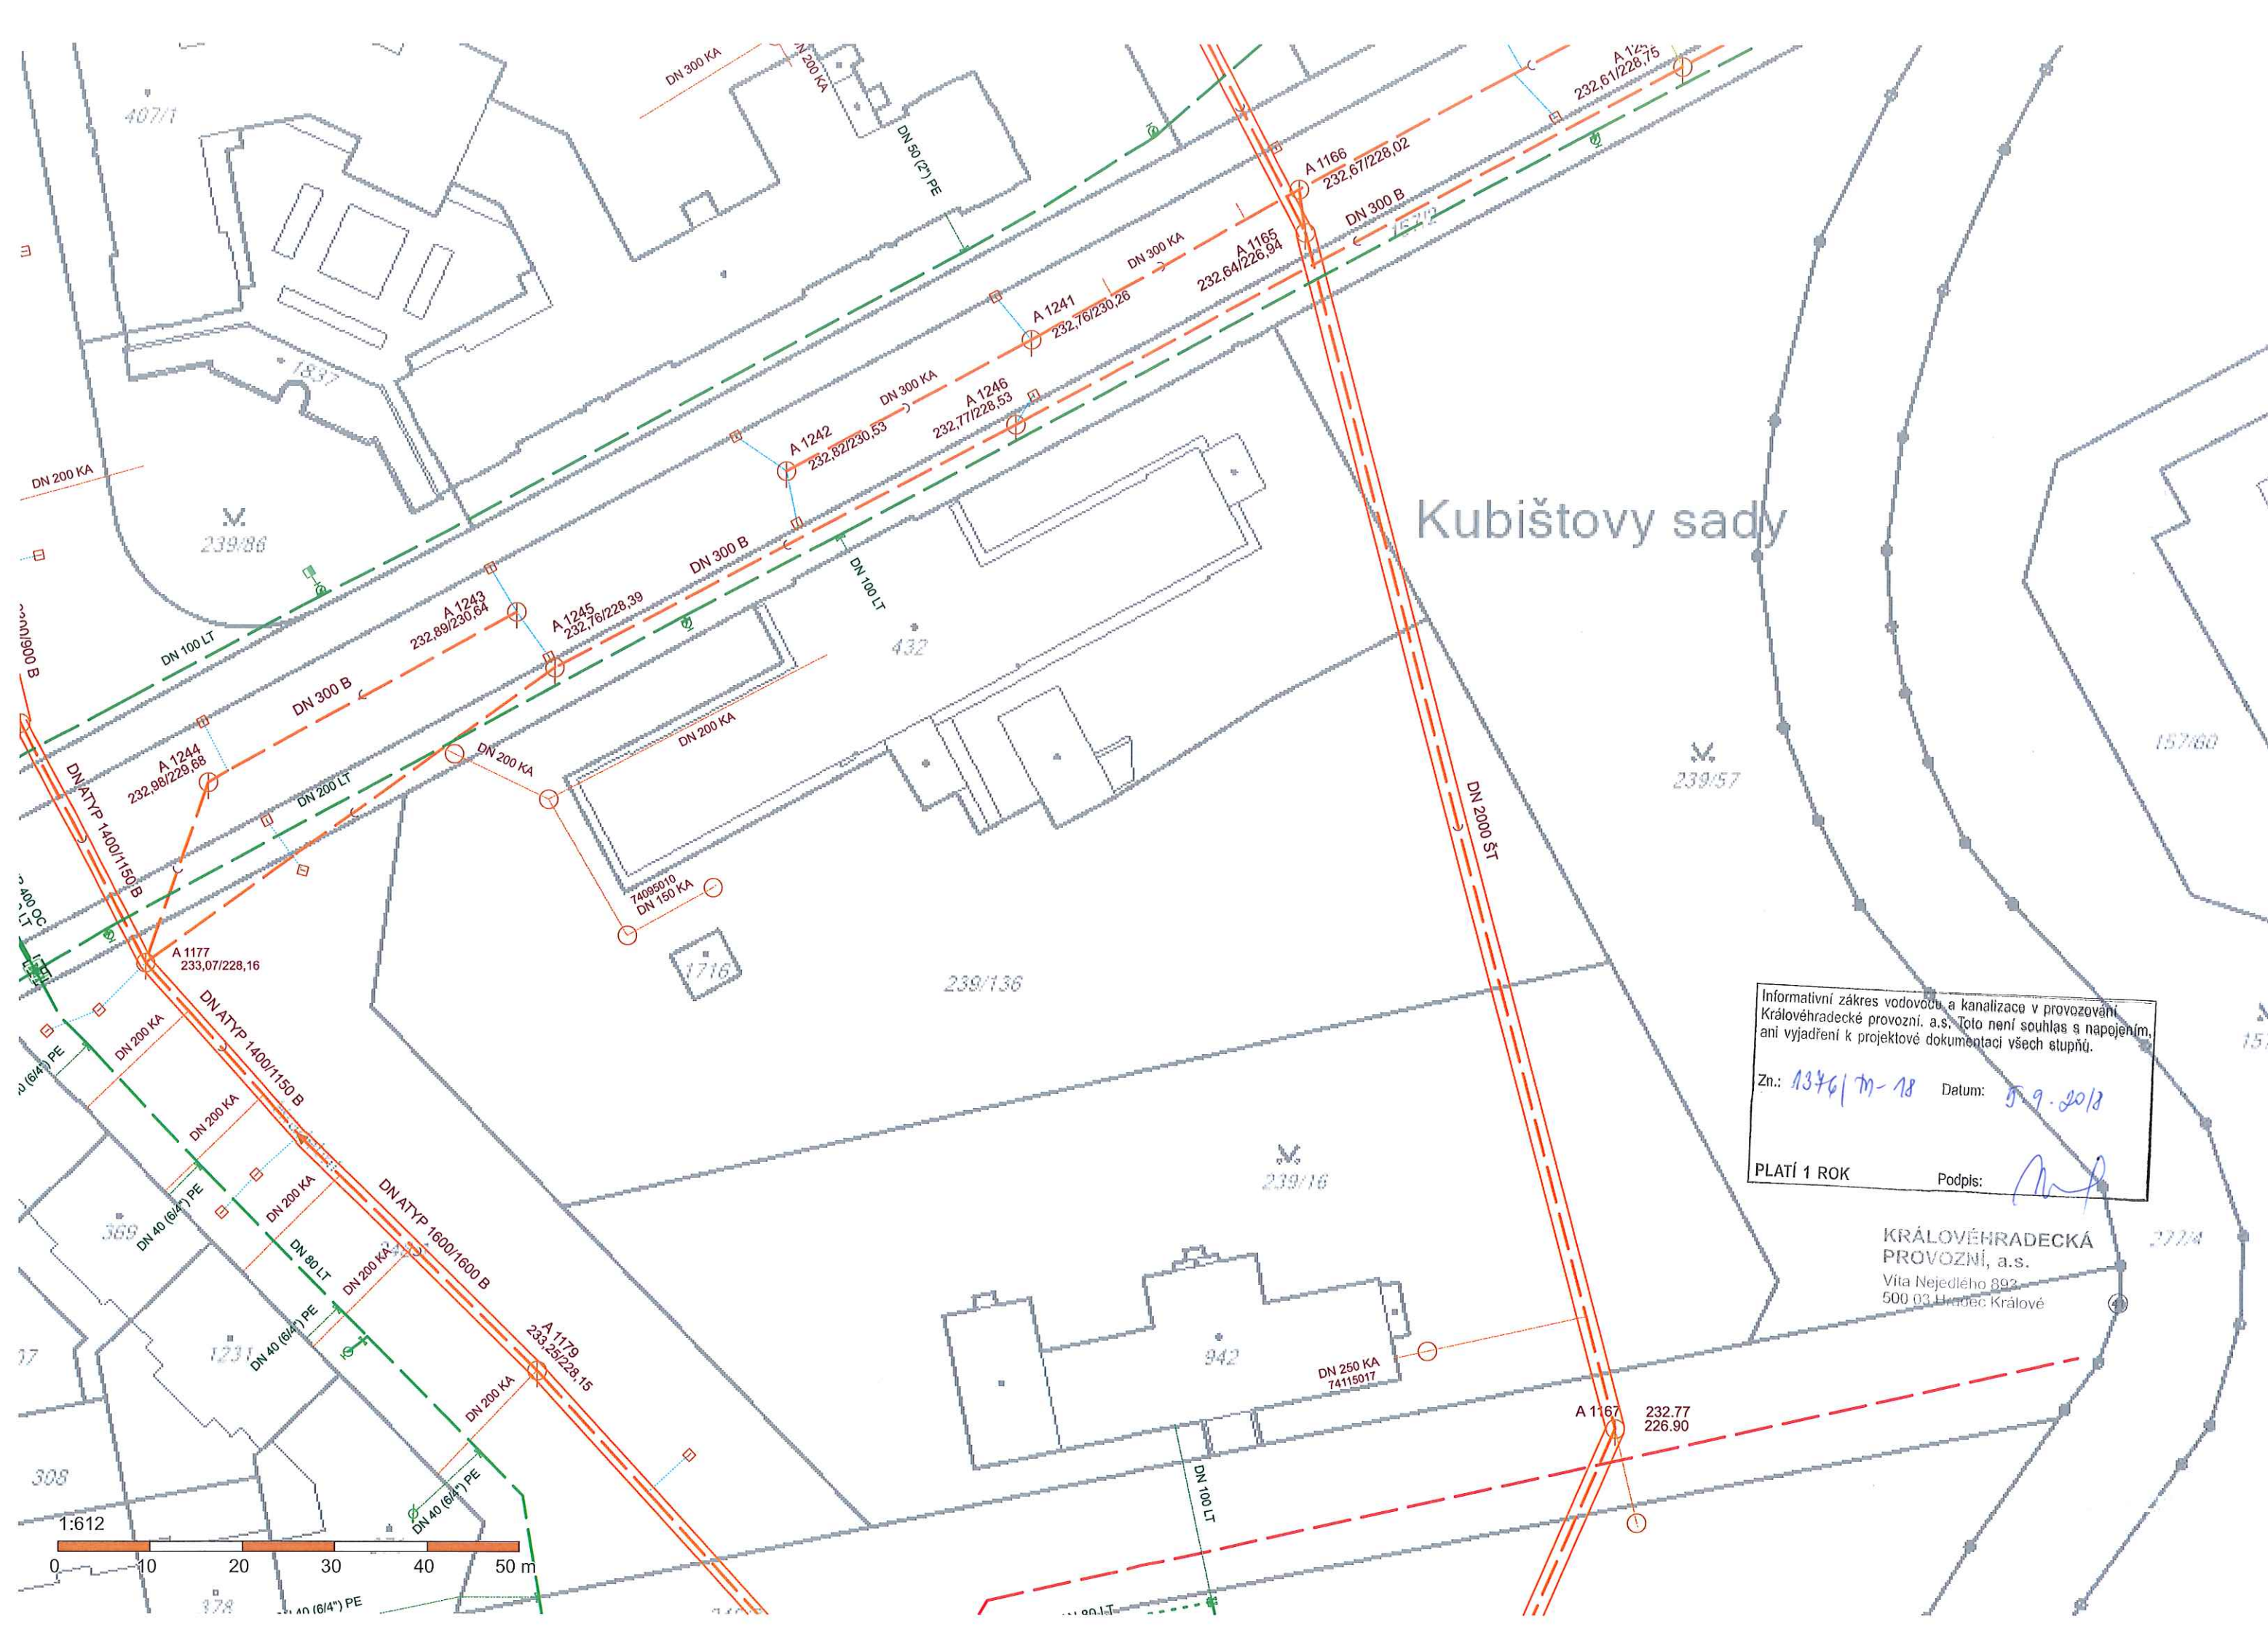 407/1
DN 300 KA
DN 200 KA
DN 50 (2") PE
232,61/228,75
A 1166
232,67/228,02
DN 300 B
157/2
A 1165
232,64/226,94
DN 300 KA
A 1241
232,76/230,26
1837
DN 300 KA
A 1246
232,77/228,53
A 1242
232,82/230,53
DN 200 KA
239/86
Kubištovy sady
DN 300 B
DN 100 LT
A 1243
232,89/230,64
A 1245
232,76/228,39
432
DN 100 LT
DN 300 B
DN 200 KA
DN 200 KA
A 1244
232,98/229,68
DN 200 LT
DN ATYP 1400/1150 B
157/60
239/57
DN 2000 ŠT
74095010
DN 150 KA
A 1177
233,07/228,16
1716
239/136
DN ATYP 1400/1150 B
DN 200 KA
Informativní zákres vodovodu a kanalizace v provozování
Královéhradecké provozní. a.s. Toto není souhlas s napojením,
ani vyjádření k projektové dokumentaci všech stupňů.
Zn.: 1376/M-18 Datum: 5.9.2018
PLATÍ 1 ROK Podpis:
DN 200 KA
DN 40 (6/4") PE
DN 200 KA
DN ATYP 1600/1600 B
239/16
369
DN 80 LT
DN 200 KA
KRÁLOVÉHRADECKÁ
PROVOZNÍ, a.s.
Víta Nejedlého 893
500 03 Hradec Králové
277/4
DN 40 (6/4") PE
1231
A 1179
233,25/228,15
942
DN 250 KA
74115017
DN 200 KA
A 1167 232.77
226.90
308
DN 40 (6/4") PE
DN 100 LT
1:612
0 10 20 30 40 50 m
378